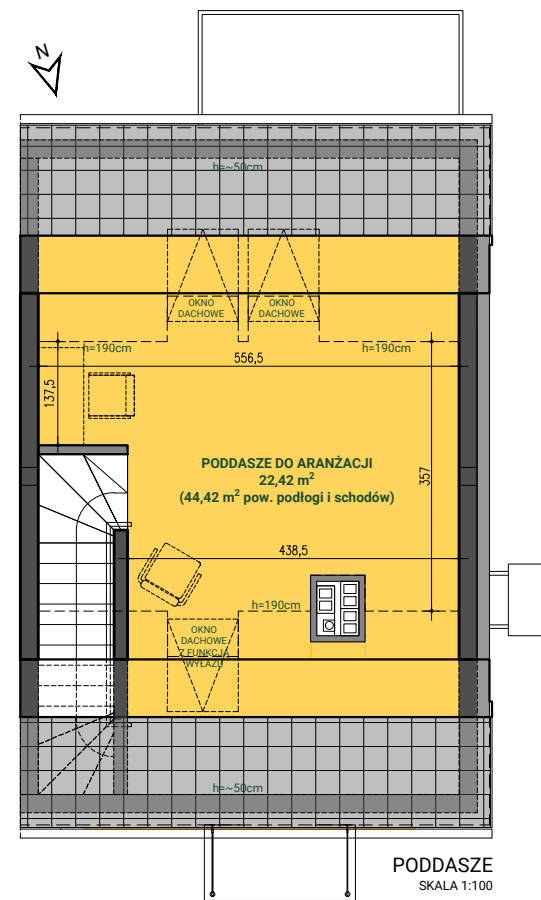 N
h=~50cm
OKNO
DACHOWE
OKNO
DACHOWE
h=190cm
h=190cm
556,5
137,5
357
PODDASZE DO ARANŻACJI
22,42 m²
(44,42 m² pow. podłogi i schodów)
438,5
h=190cm
OKNO
DACHOWE
Z FUNKCJĄ
WYŁAZU
h=~50cm
PODDASZE
SKALA 1:100